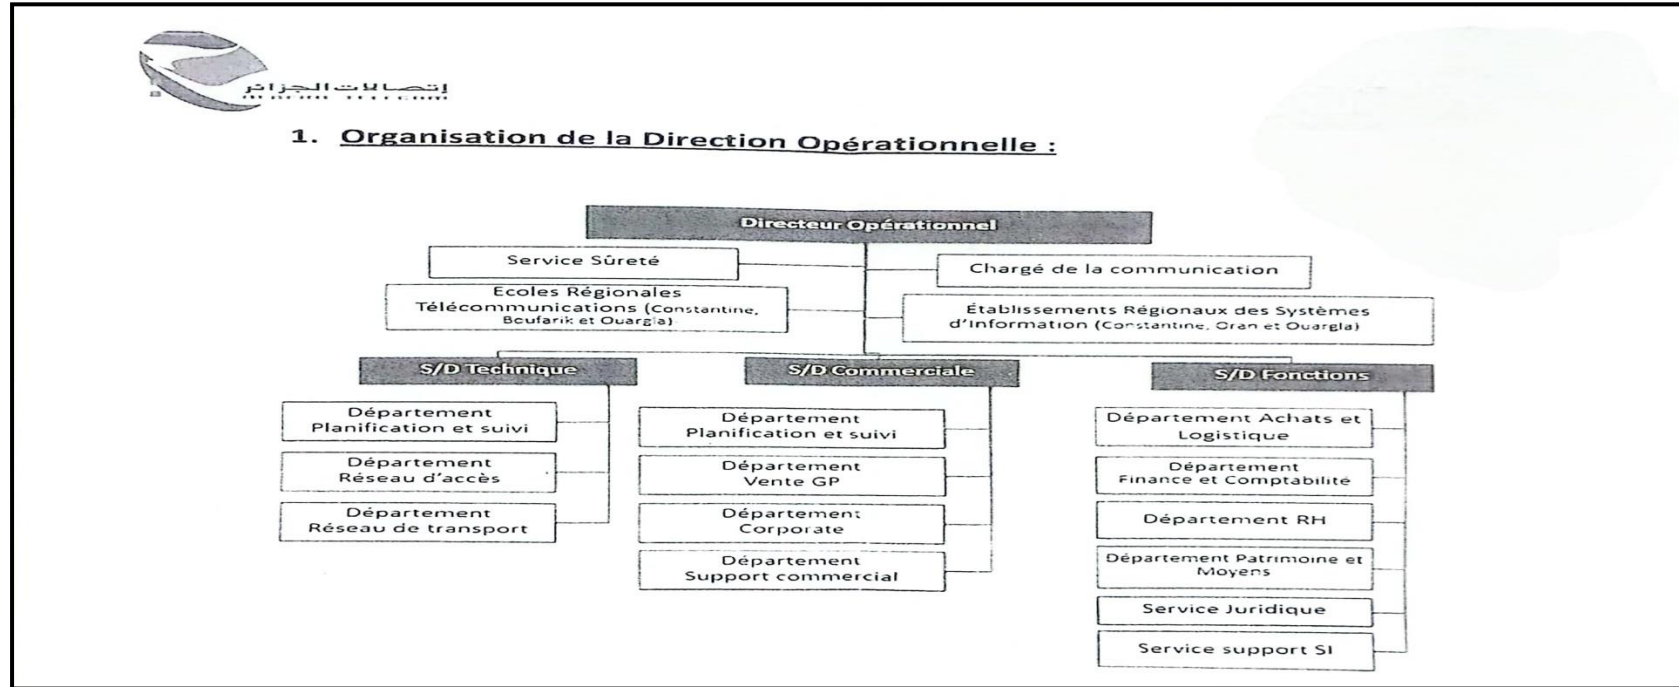 إتصالات الجزائر
1. Organisation de la Direction Opérationnelle :
Directeur Opérationnel
Service Sûreté
Chargé de la communication
Ecoles Régionales
Télécommunications (Constantine,
Boufarik et Ouargla)
Établissements Régionaux des Systèmes
d'Information (Constantine, Oran et Ouargla)
S/D Technique
Département
Planification et suivi
Département
Réseau d'accès
Département
Réseau de transport
S/D Commerciale
Département
Planification et suivi
Département
Vente GP
Département
Corporate
Département
Support commercial
S/D Fonctions
Département Achats et
Logistique
Département
Finance et Comptabilité
Département RH
Département Patrimoine et
Moyens
Service Juridique
Service support SI